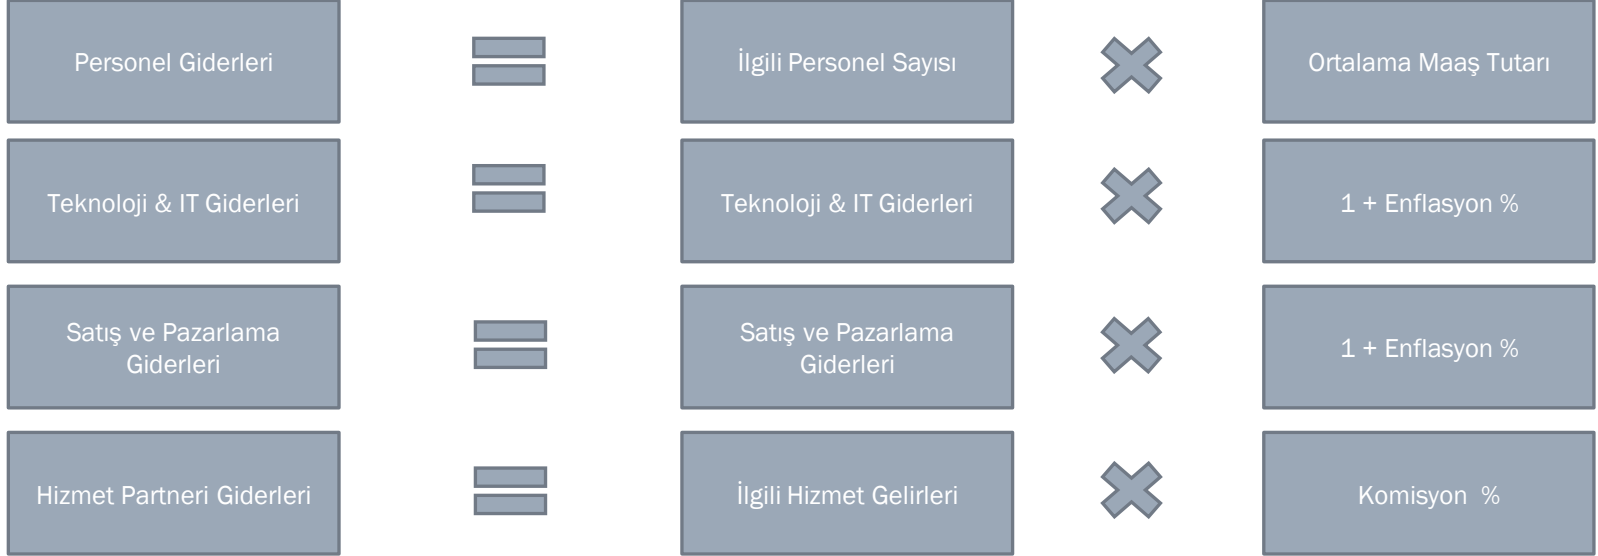 Personel Giderleri
İlgili Personel Sayısı
Ortalama Maaş Tutarı
Teknoloji & IT Giderleri
Teknoloji & IT Giderleri
1 + Enflasyon %
Satış ve Pazarlama
Giderleri
Satış ve Pazarlama
Giderleri
1 + Enflasyon %
Hizmet Partneri Giderleri
İlgili Hizmet Gelirleri
Komisyon %